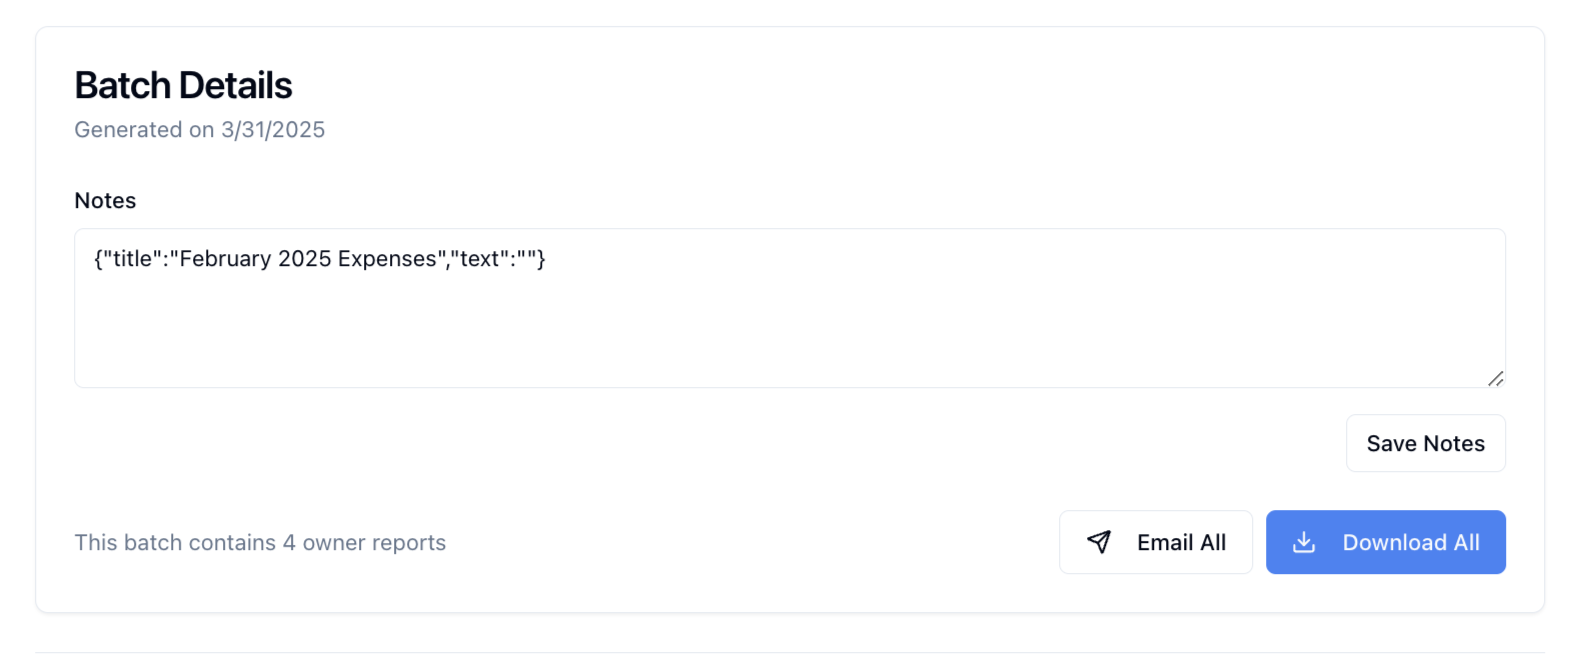 Batch Details
Generated on 3/31/2025
Notes
{"title":"February 2025 Expenses","text":""}
Save Notes
This batch contains 4 owner reports
Email All
Download All